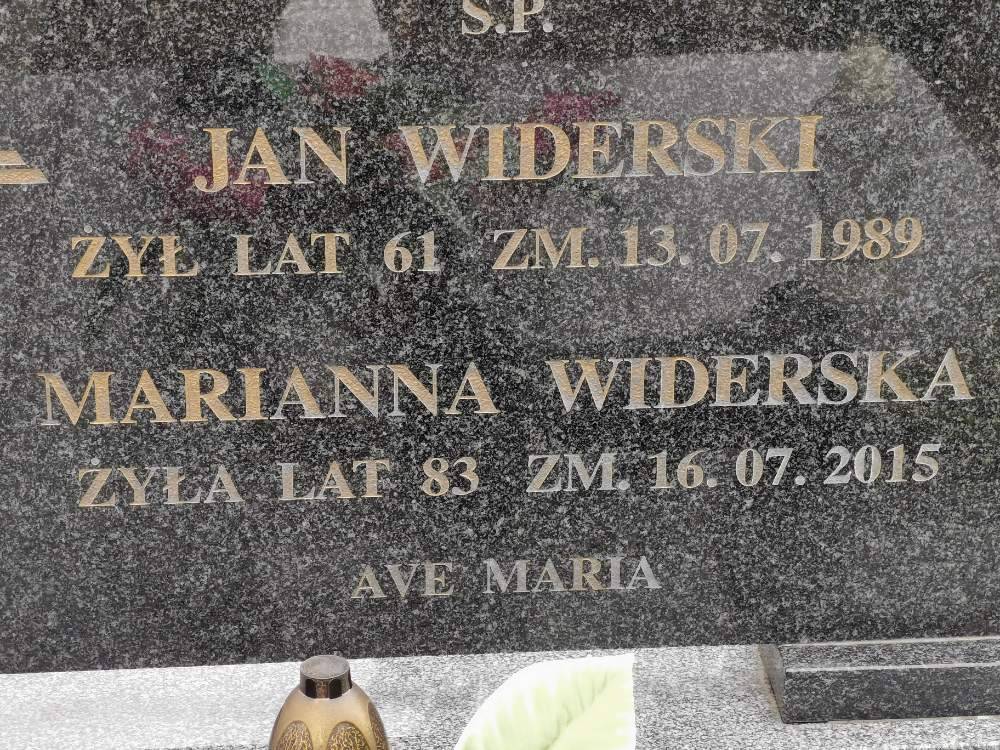 S.P.
JAN WIDERSKI
ŻYŁ LAT 61 ZM. 13. 07. 1989
MARIANNA WIDERSKA
ŻYŁA LAT 83 ZM. 16. 07. 2015
AVE MARIA